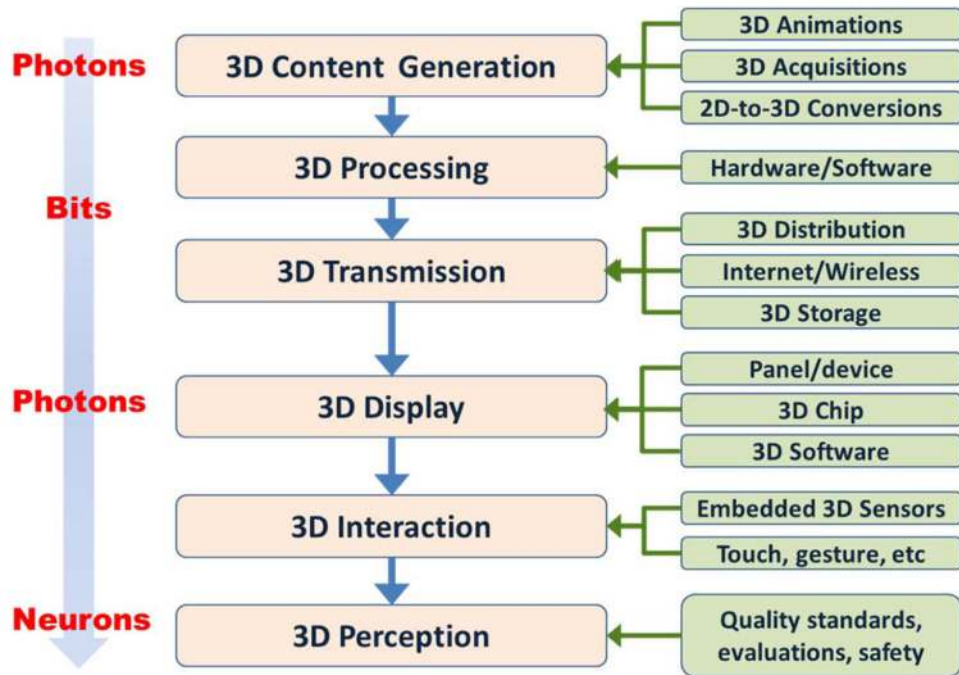 Photons
Bits
Photons
Neurons
3D Content Generation
3D Processing
3D Transmission
3D Display
3D Interaction
3D Perception
3D Animations
3D Acquisitions
2D-to-3D Conversions
Hardware/Software
3D Distribution
Internet/Wireless
3D Storage
Panel/device
3D Chip
3D Software
Embedded 3D Sensors
Touch, gesture, etc
Quality standards,
evaluations, safety